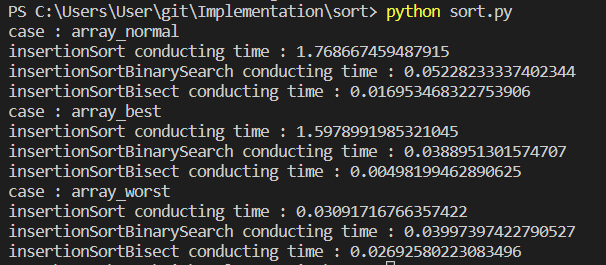 PS C:\Users\User\git\Implementation\sort> python sort.py
case : array_normal
insertionSort conducting time : 1.768667459487915
insertionSortBinarySearch conducting time : 0.05228233337402344
insertionSortBisect conducting time : 0.016953468322753906
case : array_best
insertionSort conducting time : 1.5978991985321045
insertionSortBinarySearch conducting time : 0.0388951301574707
insertionSortBisect conducting time : 0.00498199462890625
case : array_worst
insertionSort conducting time : 0.03091716766357422
insertionSortBinarySearch conducting time : 0.03997397422790527
insertionSortBisect conducting time : 0.02692580223083496